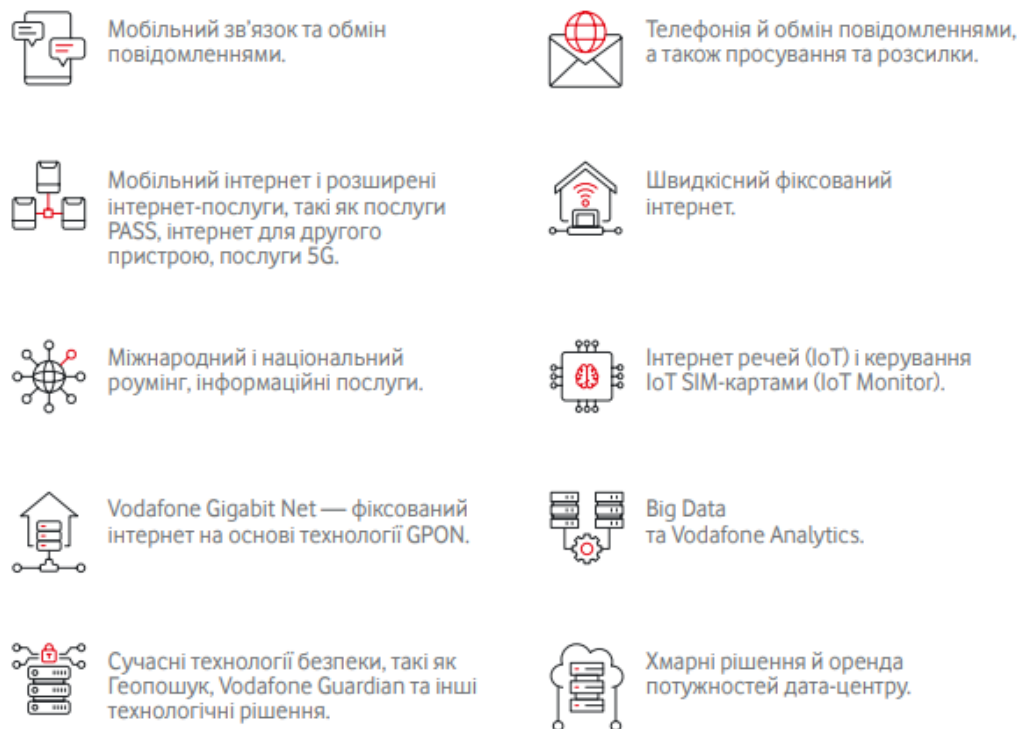 Мобільний зв'язок та обмін
повідомленнями.
Телефонія й обмін повідомленнями,
а також просування та розсилки.
Мобільний інтернет і розширені
інтернет-послуги, такі як послуги
PASS, інтернет для другого
пристрою, послуги 5G.
Швидкісний фіксований
інтернет.
Міжнародний і національний
роумінг, інформаційні послуги.
Інтернет речей (IoT) і керування
IoT SIM-картами (IoT Monitor).
Vodafone Gigabit Net — фіксований
інтернет на основі технології GPON.
Big Data
та Vodafone Analytics.
Сучасні технології безпеки, такі як
Геопошук, Vodafone Guardian та інші
технологічні рішення.
Хмарні рішення й оренда
потужностей дата-центру.